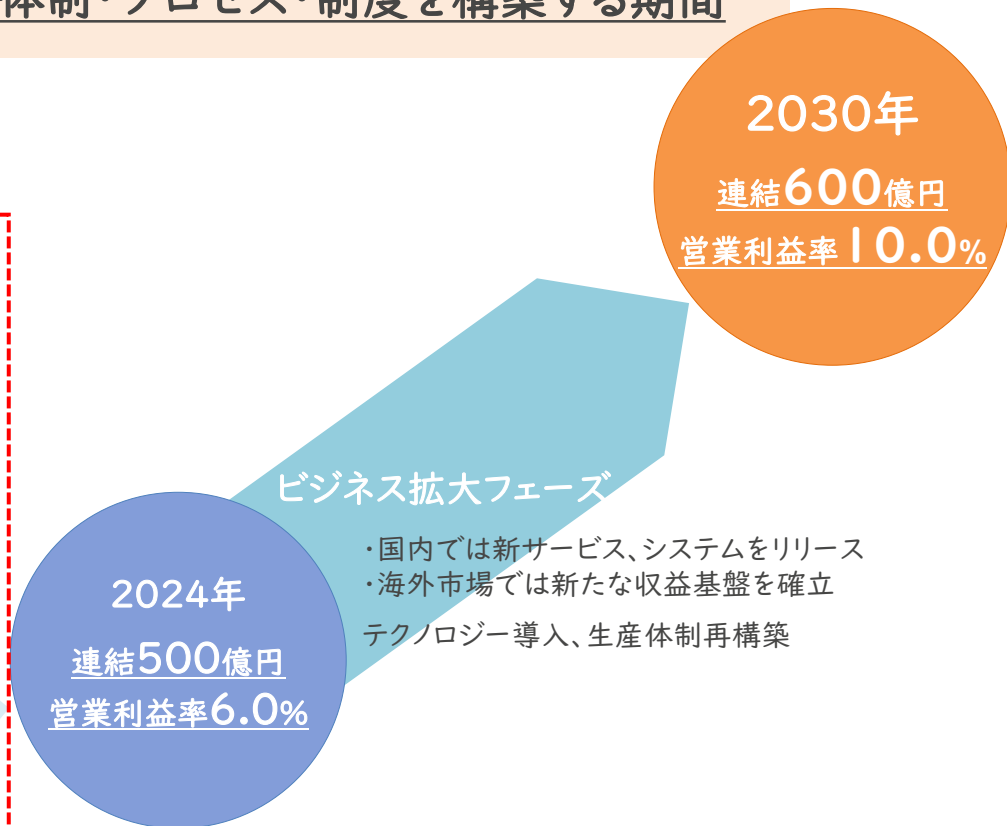 体制・プロセス・制度を構築する期間
2030年
連結600億円
営業利益率10.0%
ビジネス拡大フェーズ
・国内では新サービス、システムをリリース
・海外市場では新たな収益基盤を確立
テクノロジー導入、生産体制再構築
2024年
連結500億円
営業利益率6.0%